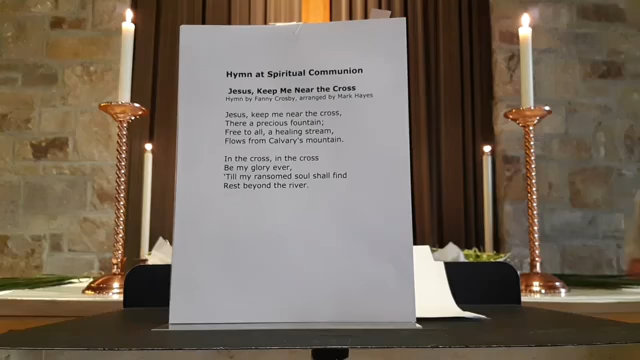 Hymn at Spiritual Communion
Jesus, Keep Me Near the Cross
Hymn by Fanny Crosby, arranged by Mark Hayes
Jesus, keep me near the cross,
There a precious fountain;
Free to all, a healing stream,
Flows from Calvary's mountain.
In the cross, in the cross
Be my glory ever,
'Till my ransomed soul shall find
Rest beyond the river.